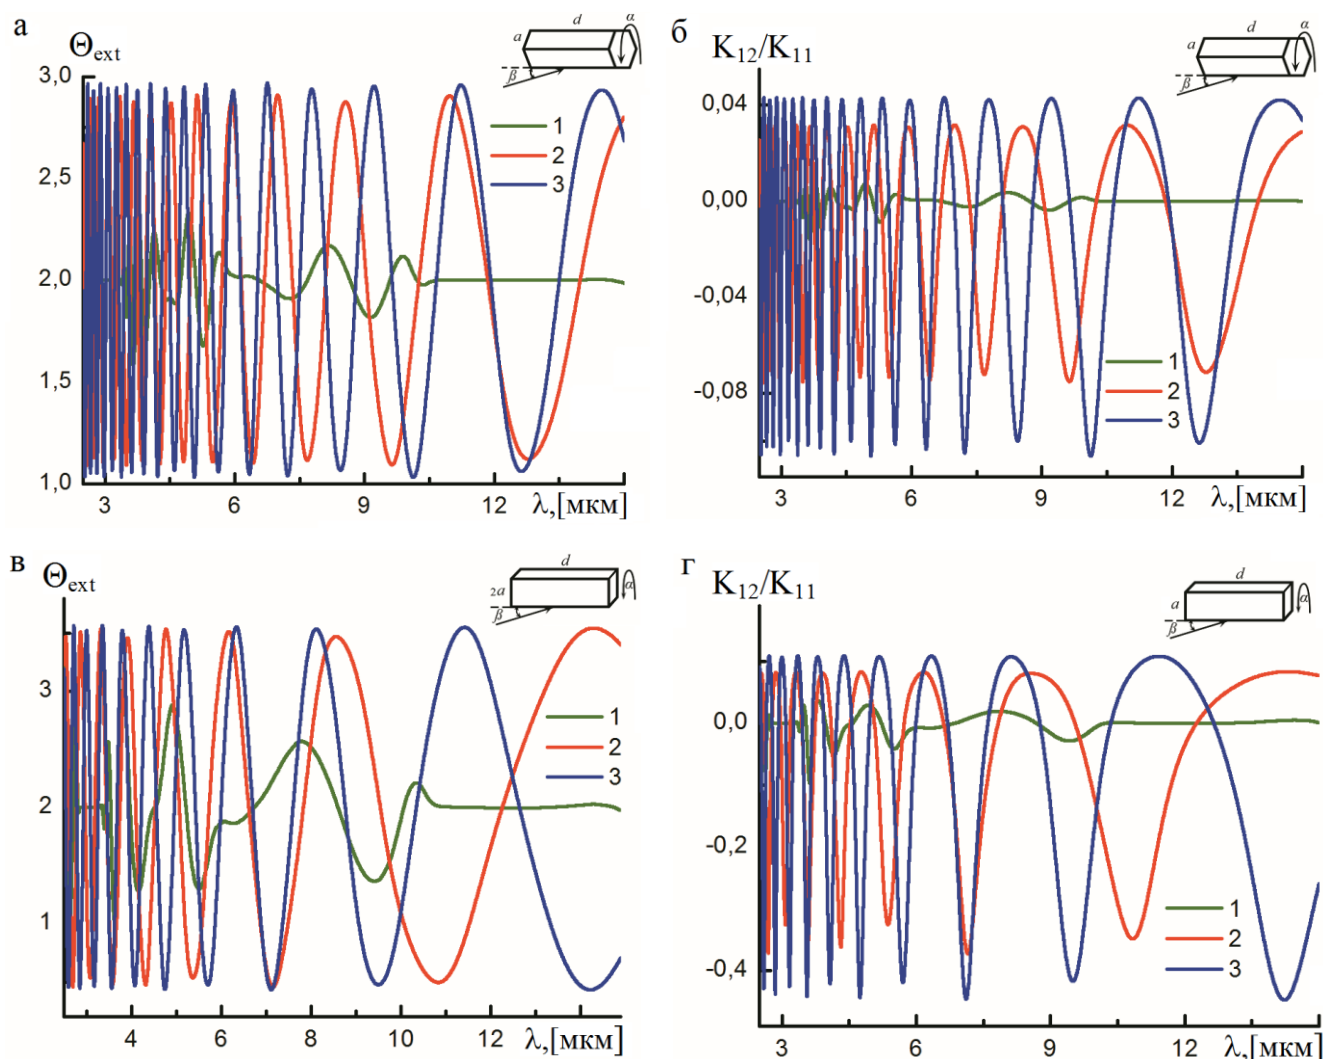 а
Θext
a
d
α
β
3,0
2,5
2,0
1,5
1,0
1
2
3
3
6
9
12
λ,[мкм]
б
K12/K11
a
d
α
β
0,04
0,00
-0,04
-0,08
1
2
3
3
6
9
12
λ,[мкм]
в
Θext
2a
d
α
β
3
2
1
1
2
3
4
6
8
10
12
λ,[мкм]
г
K12/K11
a
d
α
β
0,0
-0,2
-0,4
1
2
3
3
6
9
12
λ,[мкм]